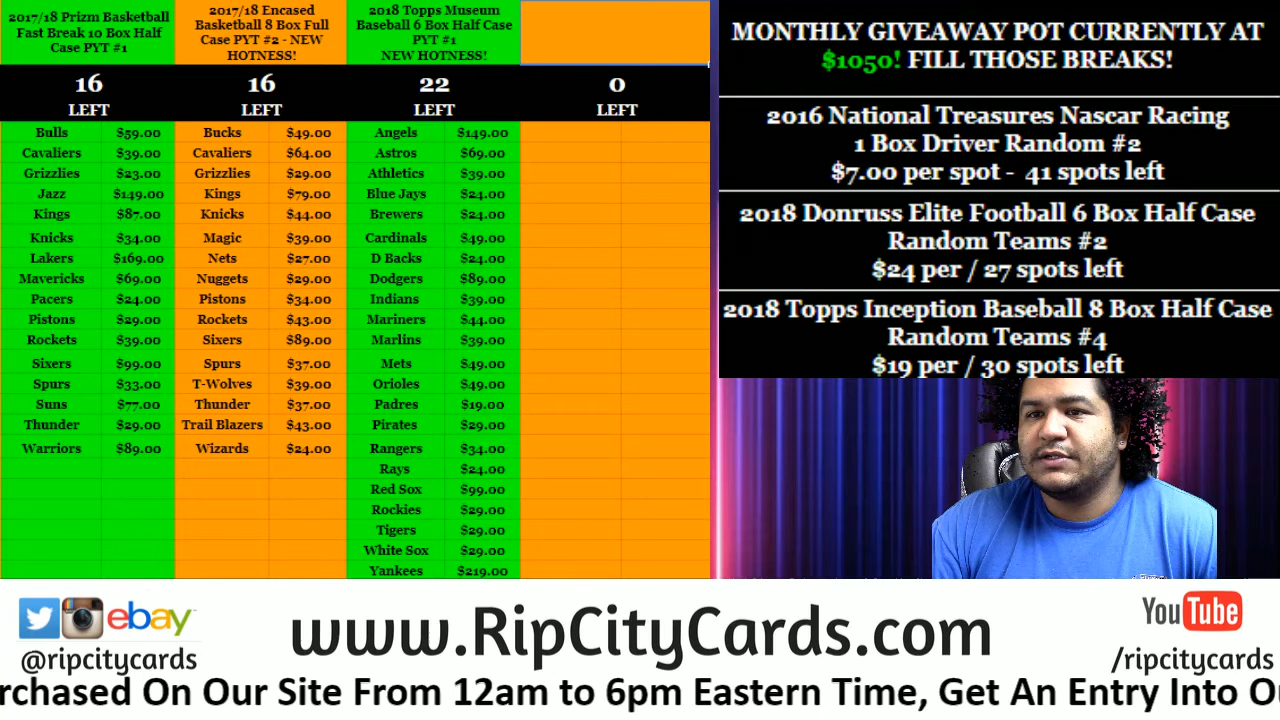 2017/18 Prizm Basketball
Fast Break 10 Box Half
Case PYT #1
16
LEFT
Bulls $59.00
Cavaliers $39.00
Grizzlies $23.00
Jazz $149.00
Kings $87.00
Knicks $34.00
Lakers $169.00
Mavericks $69.00
Pacers $24.00
Pistons $29.00
Rockets $39.00
Sixers $99.00
Spurs $33.00
Suns $77.00
Thunder $29.00
Warriors $89.00
2017/18 Encased
Basketball 8 Box Full
Case PYT #2 - NEW
HOTNESS!
16
LEFT
Bucks $49.00
Cavaliers $64.00
Grizzlies $29.00
Kings $79.00
Knicks $44.00
Magic $39.00
Nets $27.00
Nuggets $29.00
Pistons $34.00
Rockets $43.00
Sixers $89.00
Spurs $37.00
T-Wolves $39.00
Thunder $37.00
Trail Blazers $43.00
Wizards $24.00
2018 Topps Museum
Baseball 6 Box Half Case
PYT #1
NEW HOTNESS!
22
LEFT
Angels $149.00
Astros $69.00
Athletics $39.00
Blue Jays $24.00
Brewers $24.00
Cardinals $49.00
D Backs $24.00
Dodgers $89.00
Indians $39.00
Mariners $44.00
Marlins $39.00
Mets $49.00
Orioles $49.00
Padres $19.00
Pirates $29.00
Rangers $34.00
Rays $24.00
Red Sox $99.00
Rockies $29.00
Tigers $29.00
White Sox $29.00
Yankees $219.00
0
LEFT
MONTHLY GIVEAWAY POT CURRENTLY AT
$1050! FILL THOSE BREAKS!
2016 National Treasures Nascar Racing
1 Box Driver Random #2
$7.00 per spot - 41 spots left
2018 Donruss Elite Football 6 Box Half Case
Random Teams #2
$24 per / 27 spots left
2018 Topps Inception Baseball 8 Box Half Case
Random Teams #4
$19 per / 30 spots left
ebay
@ripcitycards
www.RipCityCards.com
YouTube
/ripcitycards
rchased On Our Site From 12am to 6pm Eastern Time, Get An Entry Into O